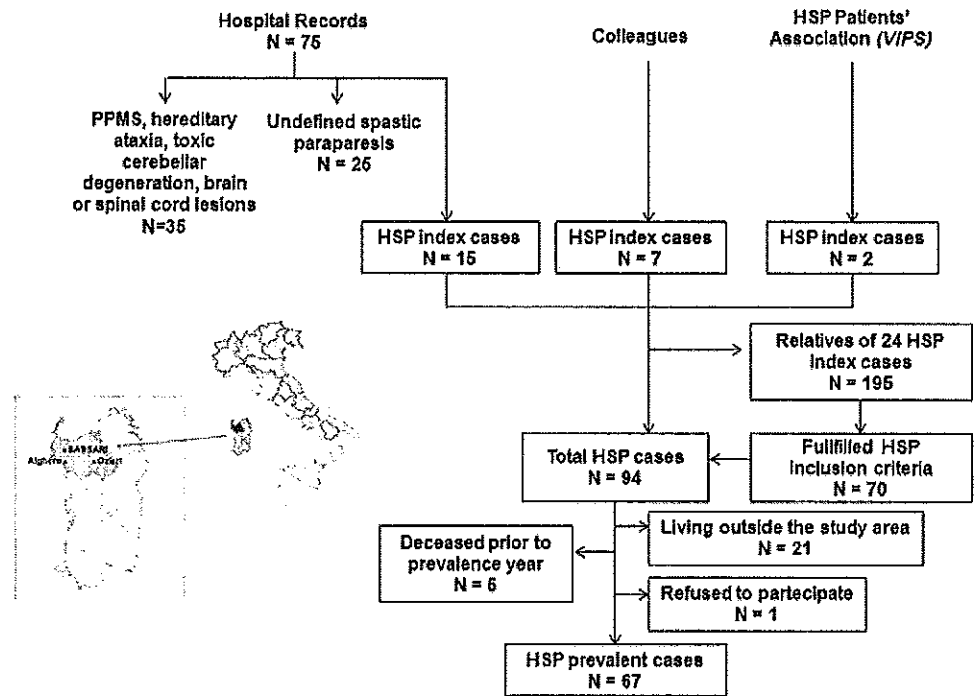 Hospital Records
N = 75
Colleagues
HSP Patients'
Association (VIPS)
PPMS, hereditary
ataxia, toxic
cerebellar
degeneration, brain
or spinal cord lesions
N=35
Undefined spastic
paraparesis
N = 25
HSP index cases
N = 15
HSP index cases
N = 7
HSP index cases
N = 2
Relatives of 24 HSP
index cases
N = 195
Fullfilled HSP
inclusion criteria
N = 70
Total HSP cases
N = 94
Living outside the study area
N = 21
Deceased prior to
prevalence year
N = 6
Refused to partecipate
N = 1
HSP prevalent cases
N = 67
SASSARI
Alghero
Ozieri